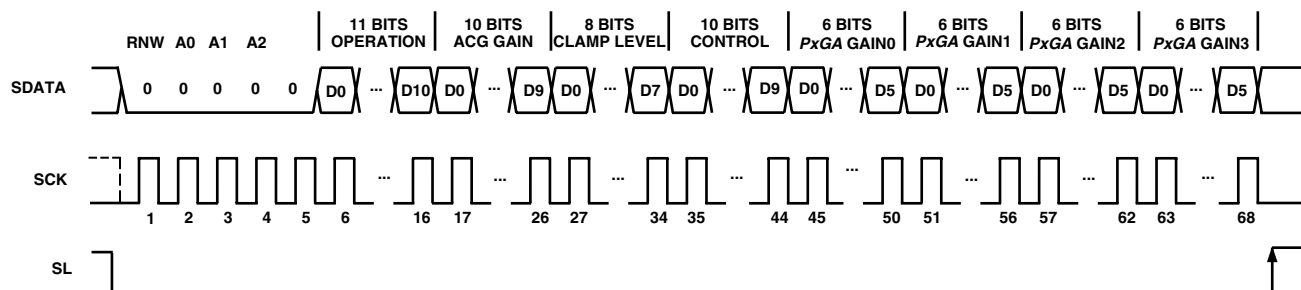 11 BITS 10 BITS 8 BITS 10 BITS 6 BITS 6 BITS 6 BITS 6 BITS
RNW A0 A1 A2 OPERATION ACG GAIN CLAMP LEVEL CONTROL PxGA GAIN0 PxGA GAIN1 PxGA GAIN2 PxGA GAIN3
SDATA 0 0 0 0 0 D0 ... D10 D0 ... D9 D0 ... D7 D0 ... D9 D0 ... D5 D0 ... D5 D0 ... D5 D0 ... D5
SCK ... ... ... ... ... ... ... ...
1 2 3 4 5 6 16 17 26 27 34 35 44 45 50 51 56 57 62 63 68
SL